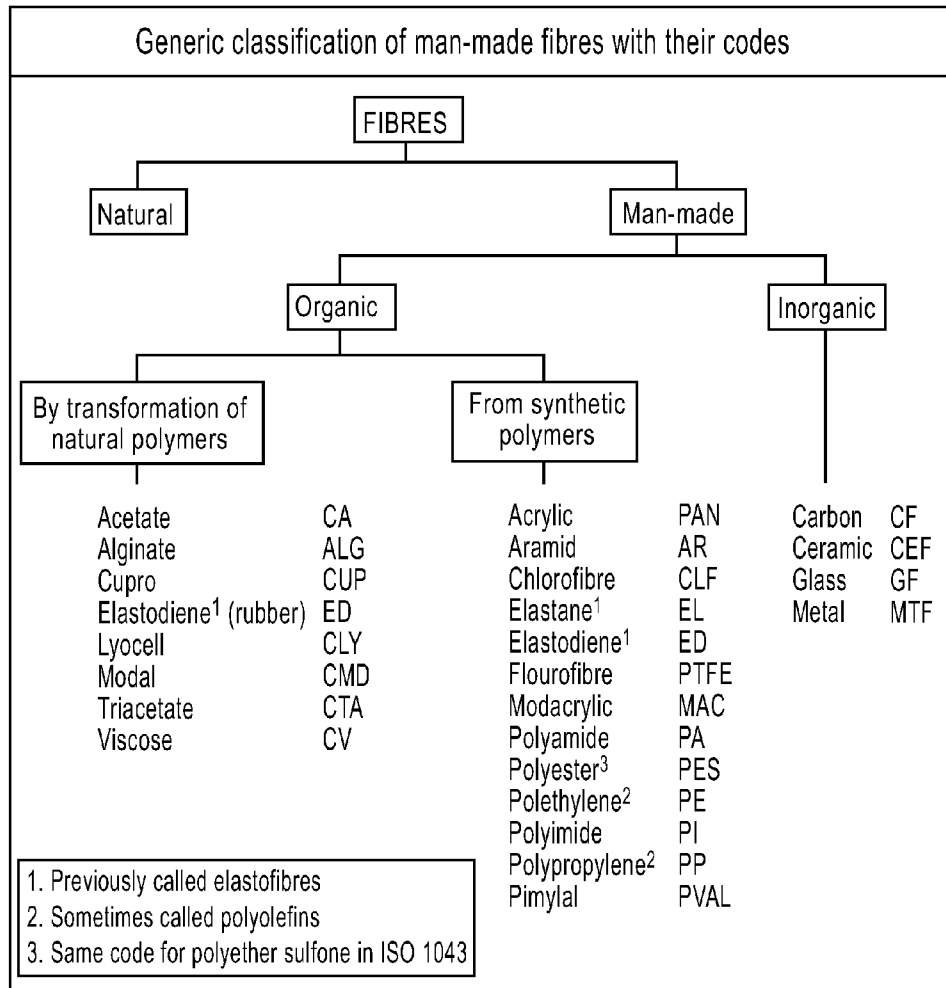 Generic classification of man-made fibres with their codes
FIBRES
Natural
Man-made
Organic
Inorganic
By transformation of
natural polymers
From synthetic
polymers
Acetate CA
Alginate ALG
Cupro CUP
Elastodiene¹ (rubber) ED
Lyocell CLY
Modal CMD
Triacetate CTA
Viscose CV
Acrylic PAN
Aramid AR
Chlorofibre CLF
Elastane¹ EL
Elastodiene¹ ED
Flourofibre PTFE
Modacrylic MAC
Polyamide PA
Polyester³ PES
Polethylene² PE
Polyimide PI
Polypropylene² PP
Pimylal PVAL
Carbon CF
Ceramic CEF
Glass GF
Metal MTF
1. Previously called elastofibres
2. Sometimes called polyolefins
3. Same code for polyether sulfone in ISO 1043